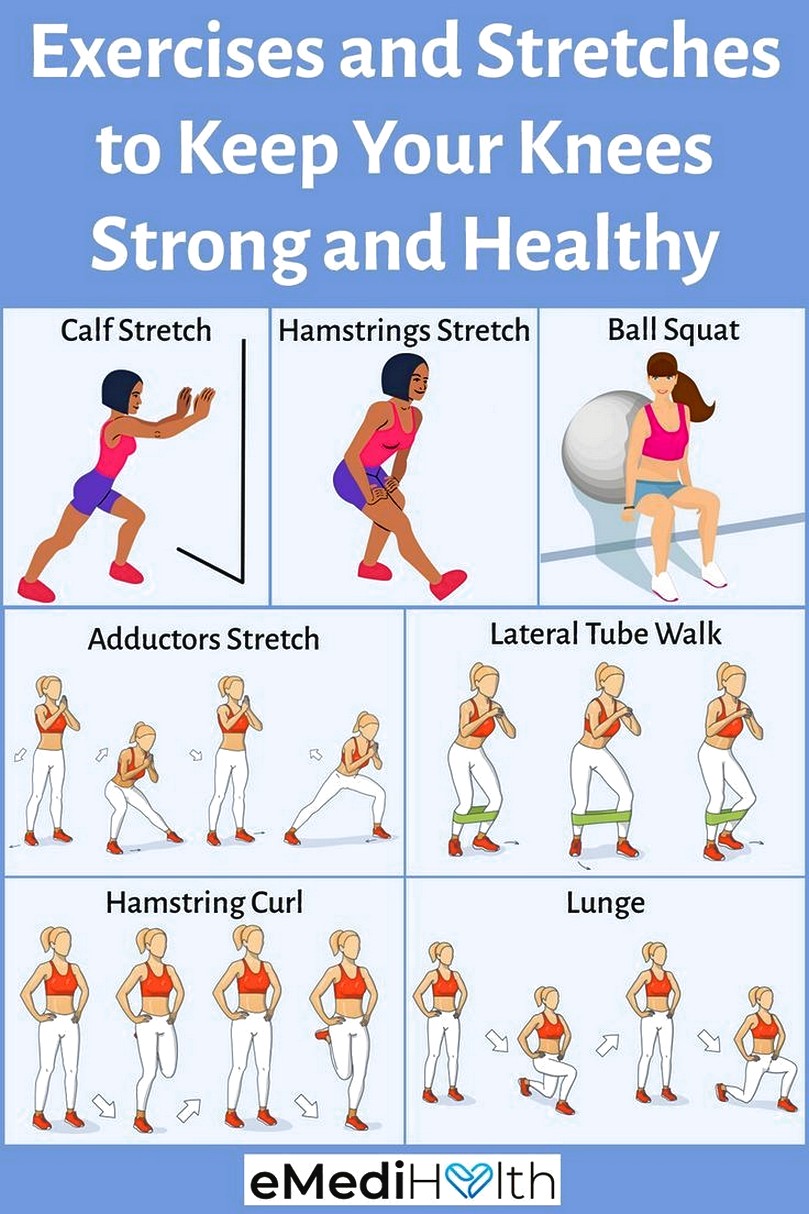 Exercises and Stretches
to Keep Your Knees
Strong and Healthy
Calf Stretch
Hamstrings Stretch
Ball Squat
Adductors Stretch
Lateral Tube Walk
Hamstring Curl
Lunge
eMediHealth